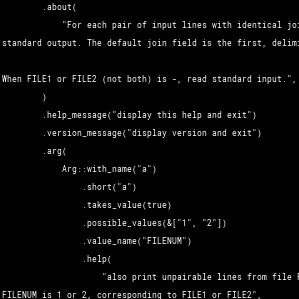 .about(
"For each pair of input lines with identical
standard output. The default join field is the first,
When FILE1 or FILE2 (not both) is -, read standard input.",
)
.help_message("display this help and exit")
.version_message("display version and exit")
.arg(
Arg::with_name("a")
.short("a")
.takes_value(true)
.possible_values(&["1", "2"])
.value_name("FILENUM")
.help(
"also print unpairable lines from file
FILENUM is 1 or 2, corresponding to FILE1 or FILE2",